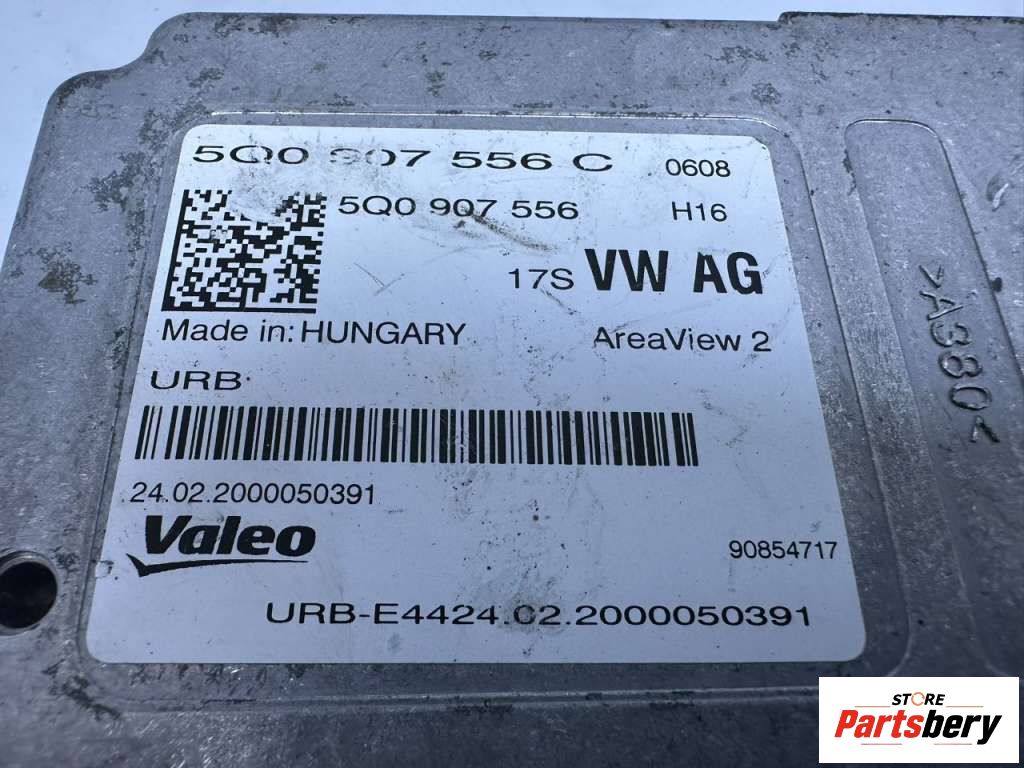 5Q0 907 556 C 0608
5Q0 907 556 H16
17S VW AG
Made in: HUNGARY AreaView 2
URB
24.02.2000050391
Valeo
90854717
URB-E4424.02.2000050391
>A380<
STORE
Partsbery